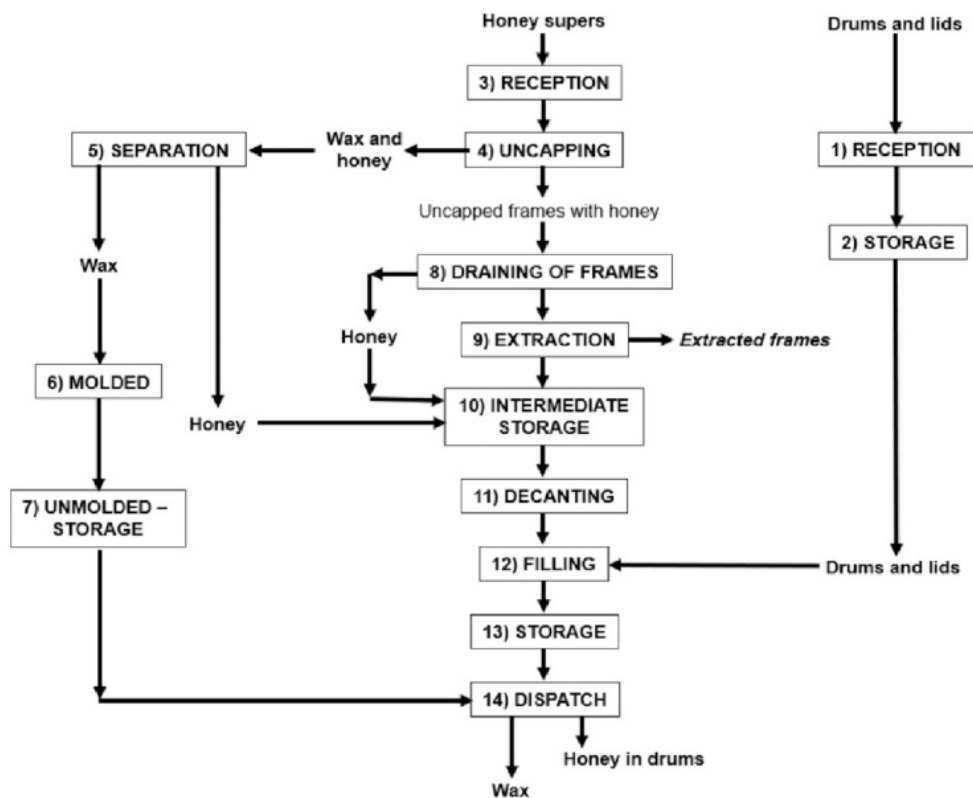 Honey supers
Drums and lids
3) RECEPTION
5) SEPARATION
Wax and
honey
4) UNCAPPING
1) RECEPTION
Uncapped frames with honey
2) STORAGE
Wax
8) DRAINING OF FRAMES
Honey
9) EXTRACTION
Extracted frames
6) MOLDED
Honey
10) INTERMEDIATE
STORAGE
7) UNMOLDED –
STORAGE
11) DECANTING
12) FILLING
Drums and lids
13) STORAGE
14) DISPATCH
Honey in drums
Wax